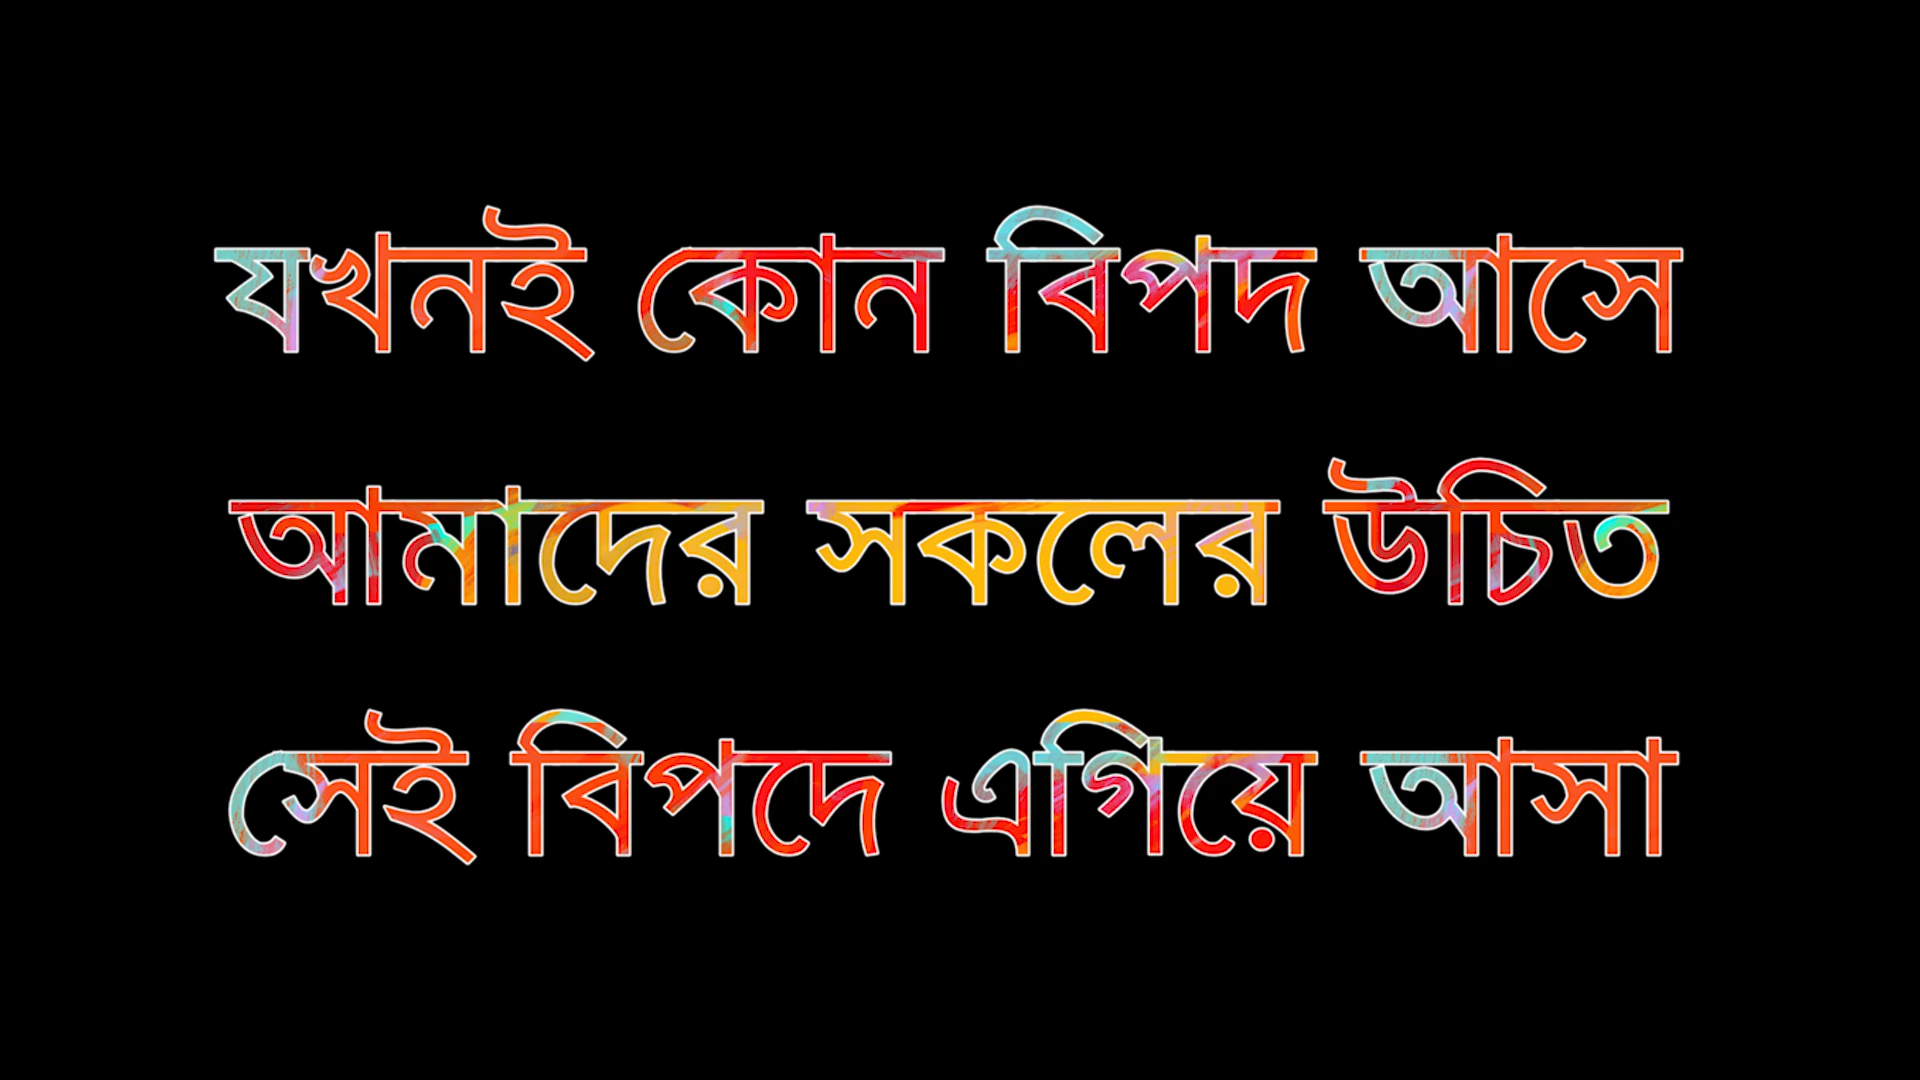 যখনই কোন বিপদ আসে
আমাদের সকলের উচিত
সেই বিপদে এগিয়ে আসা